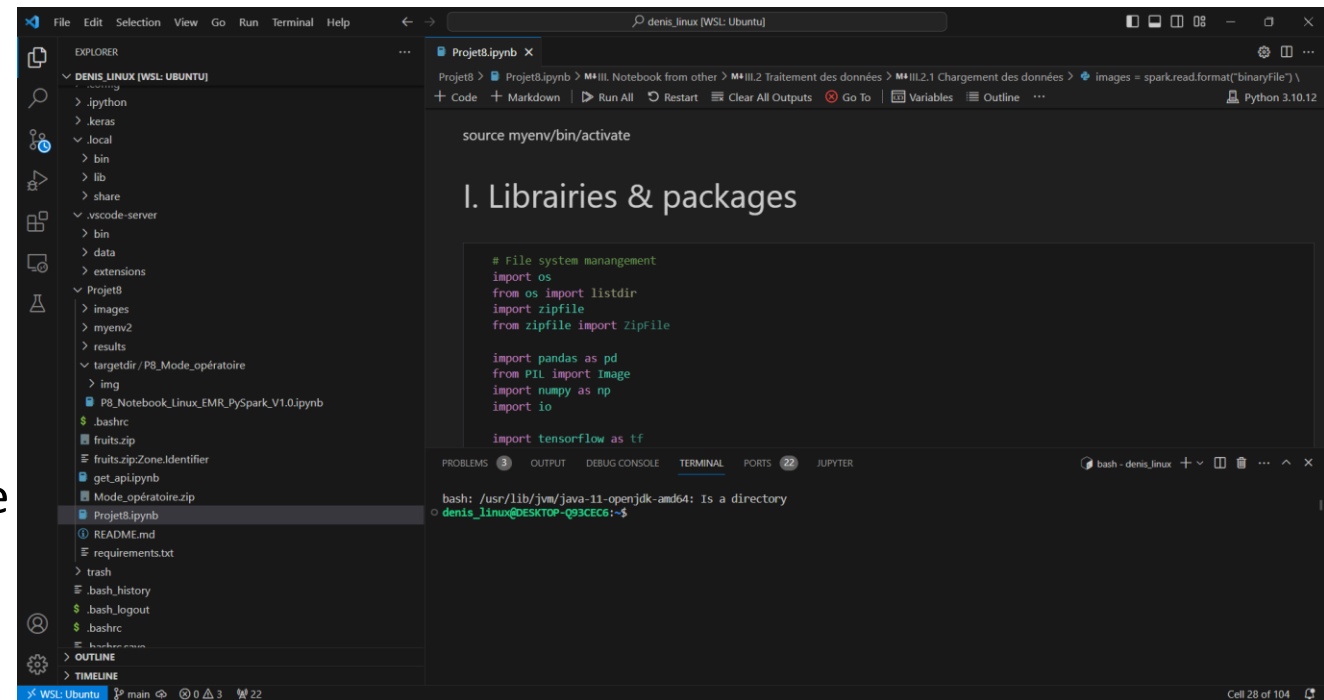 File Edit Selection View Go Run Terminal Help
denis_linux [WSL: Ubuntu]
EXPLORER
DENIS_LINUX [WSL: UBUNTU]
.ipython
.keras
.local
bin
lib
share
.vscode-server
bin
data
extensions
Projet8
images
myenv2
results
targetdir / P8_Mode_opératoire
img
P8_Notebook_Linux_EMR_PySpark_V1.0.ipynb
.bashrc
fruits.zip
fruits.zip:Zone.Identifier
get_api.ipynb
Mode_opératoire.zip
Projet8.ipynb
README.md
requirements.txt
trash
.bash_history
.bash_logout
.bashrc
OUTLINE
TIMELINE
e
Projet8.ipynb
Projet8 > Projet8.ipynb > M↓III. Notebook from other > M↓III.2 Traitement des données > M↓III.2.1 Chargement des données > images = spark.read.format("binaryFile") \
+ Code + Markdown Run All Restart Clear All Outputs Go To Variables Outline ... Python 3.10.12
source myenv/bin/activate
I. Librairies & packages
# File system manangement
import os
from os import listdir
import zipfile
from zipfile import ZipFile
import pandas as pd
from PIL import Image
import numpy as np
import io
import tensorflow as tf
PROBLEMS 3 OUTPUT DEBUG CONSOLE TERMINAL PORTS 22 JUPYTER bash - denis_linux
bash: /usr/lib/jvm/java-11-openjdk-amd64: Is a directory
denis_linux@DESKTOP-Q93CEC6:~$
WSL: Ubuntu main 0 3 22 Cell 28 of 104